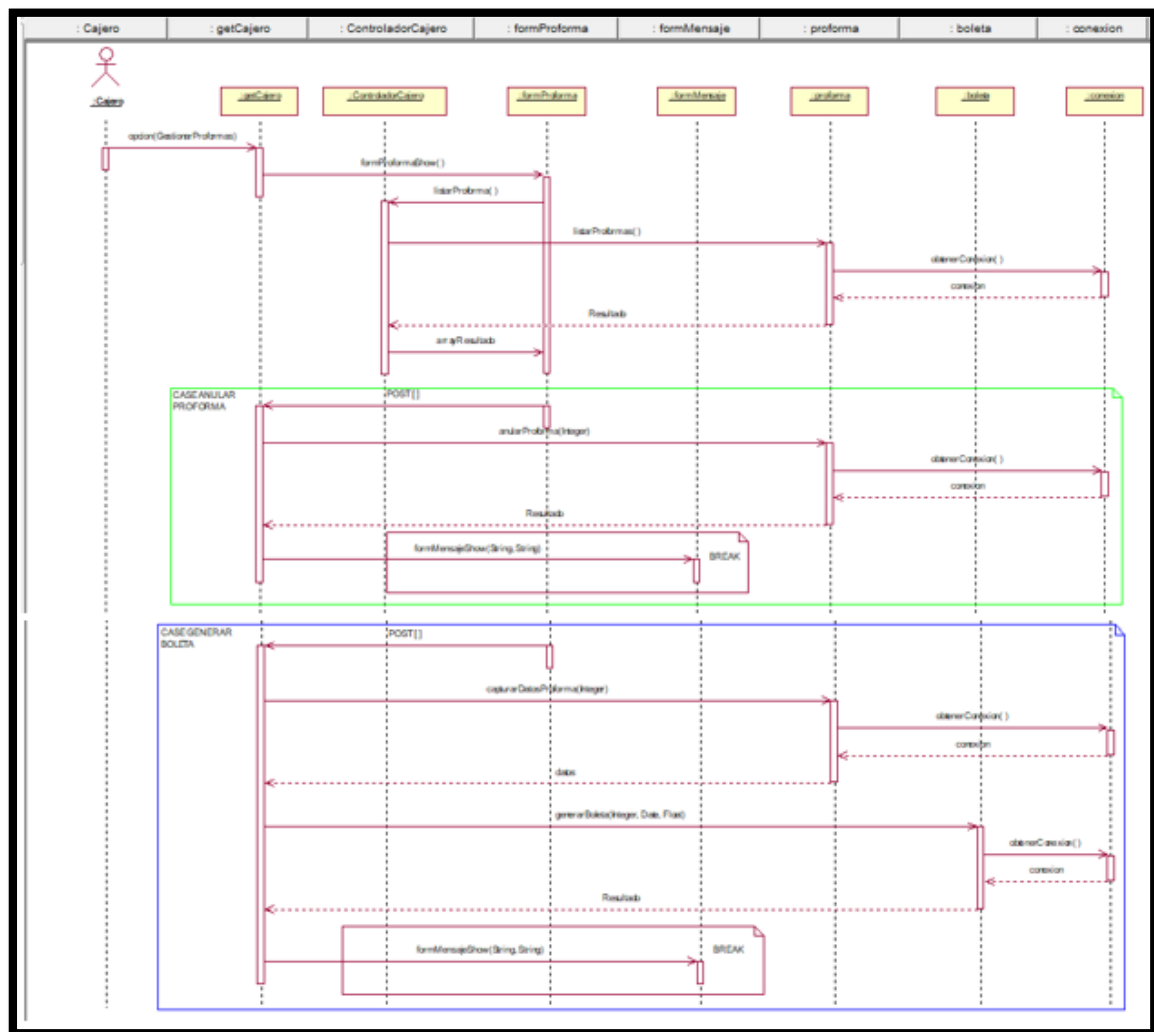 : Cajero
: getCajero
: ControladorCajero
: formProforma
: formMensaje
: proforma
: boleta
: conexion
:Cajero
:getCajero
:ControladorCajero
:formProforma
:formMensaje
:proforma
:boleta
:conexion
opcion(GestionarProformas)
formProformaShow( )
listarProforma( )
listarProformas( )
obtenerConexion( )
conexion
Resultado
arrayResultado
CASE ANULAR
PROFORMA
POST[ ]
anularProforma(Integer)
obtenerConexion( )
conexion
Resultado
formMensajeShow(String, String)
BREAK
CASE GENERAR
BOLETA
POST[ ]
capturarDatosProforma(Integer)
obtenerConexion( )
conexion
datos
generarBoleta(Integer, Date, Float)
obtenerConexion( )
conexion
Resultado
formMensajeShow(String, String)
BREAK